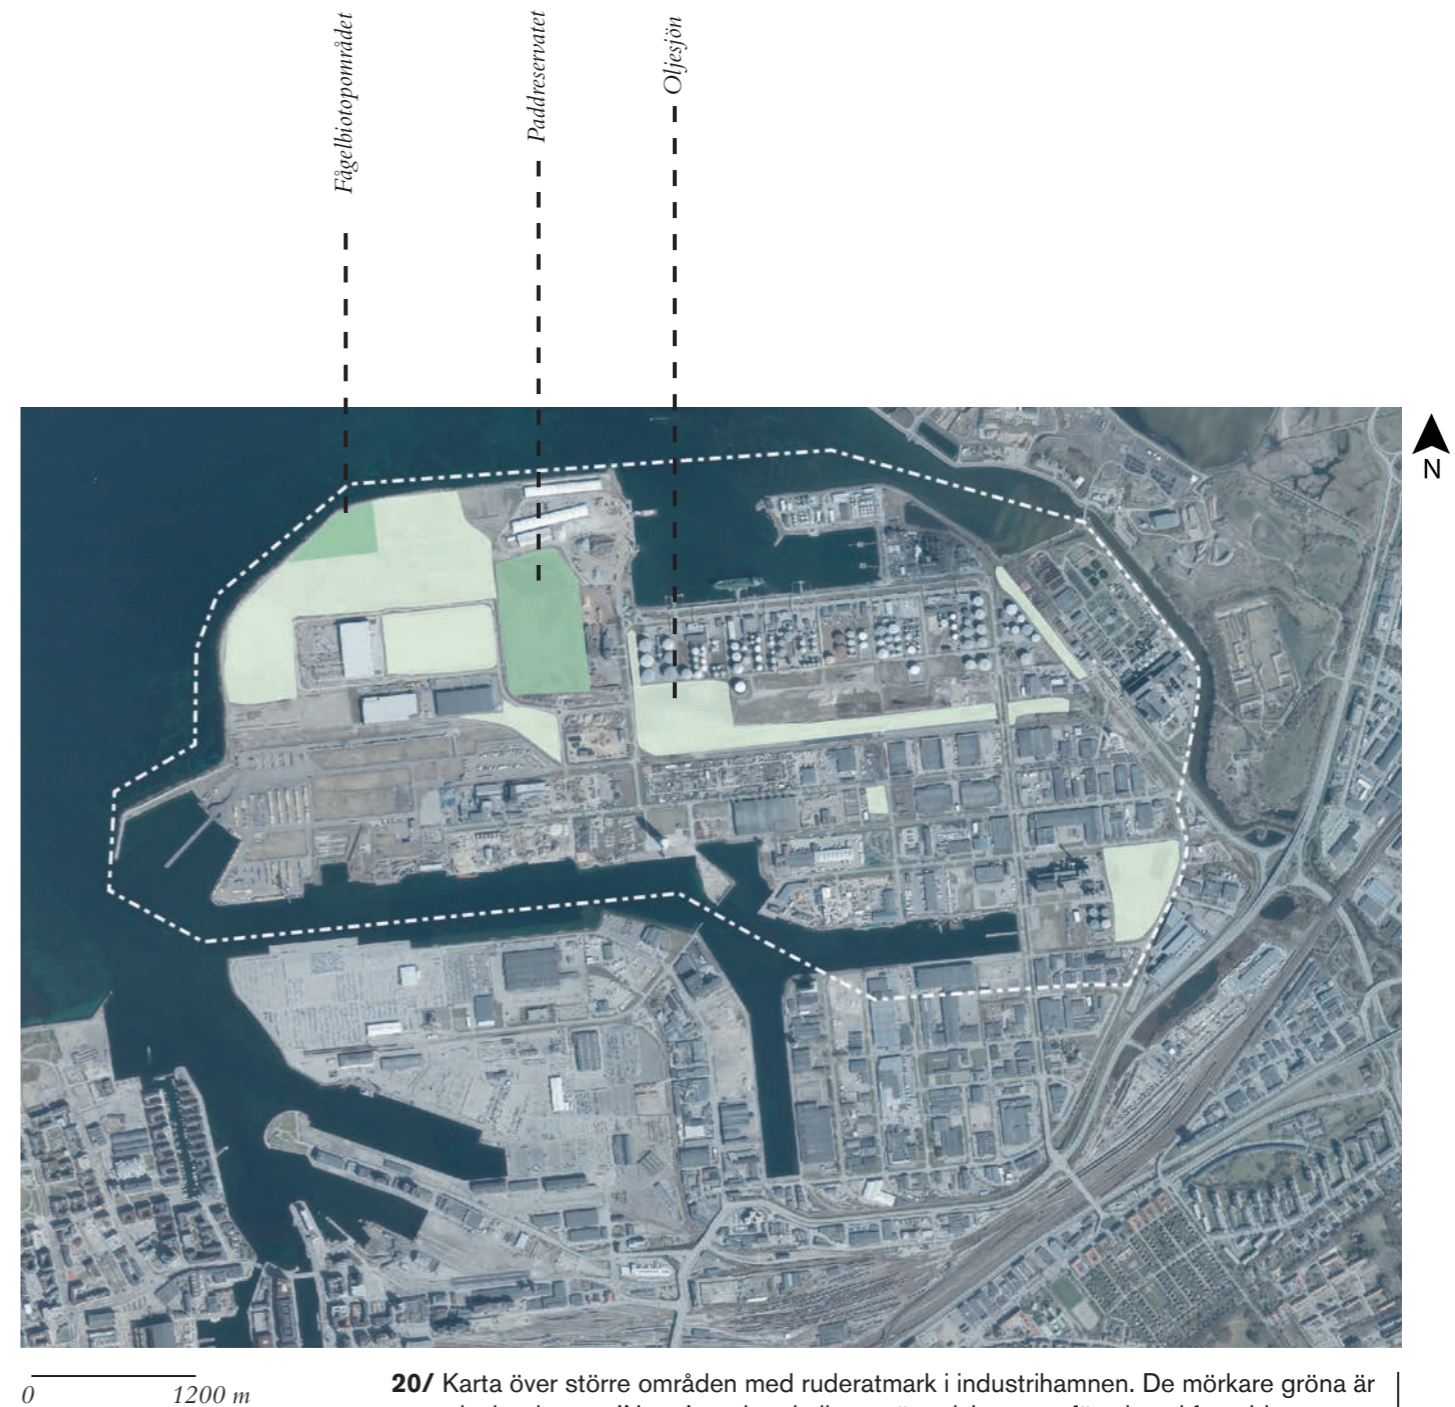 Fågelbiotopområdet
Paddreservatet
Oljesjön
N
0 1200 m
20/ Karta över större områden med ruderatmark i industrihamnen. De mörkare gröna är